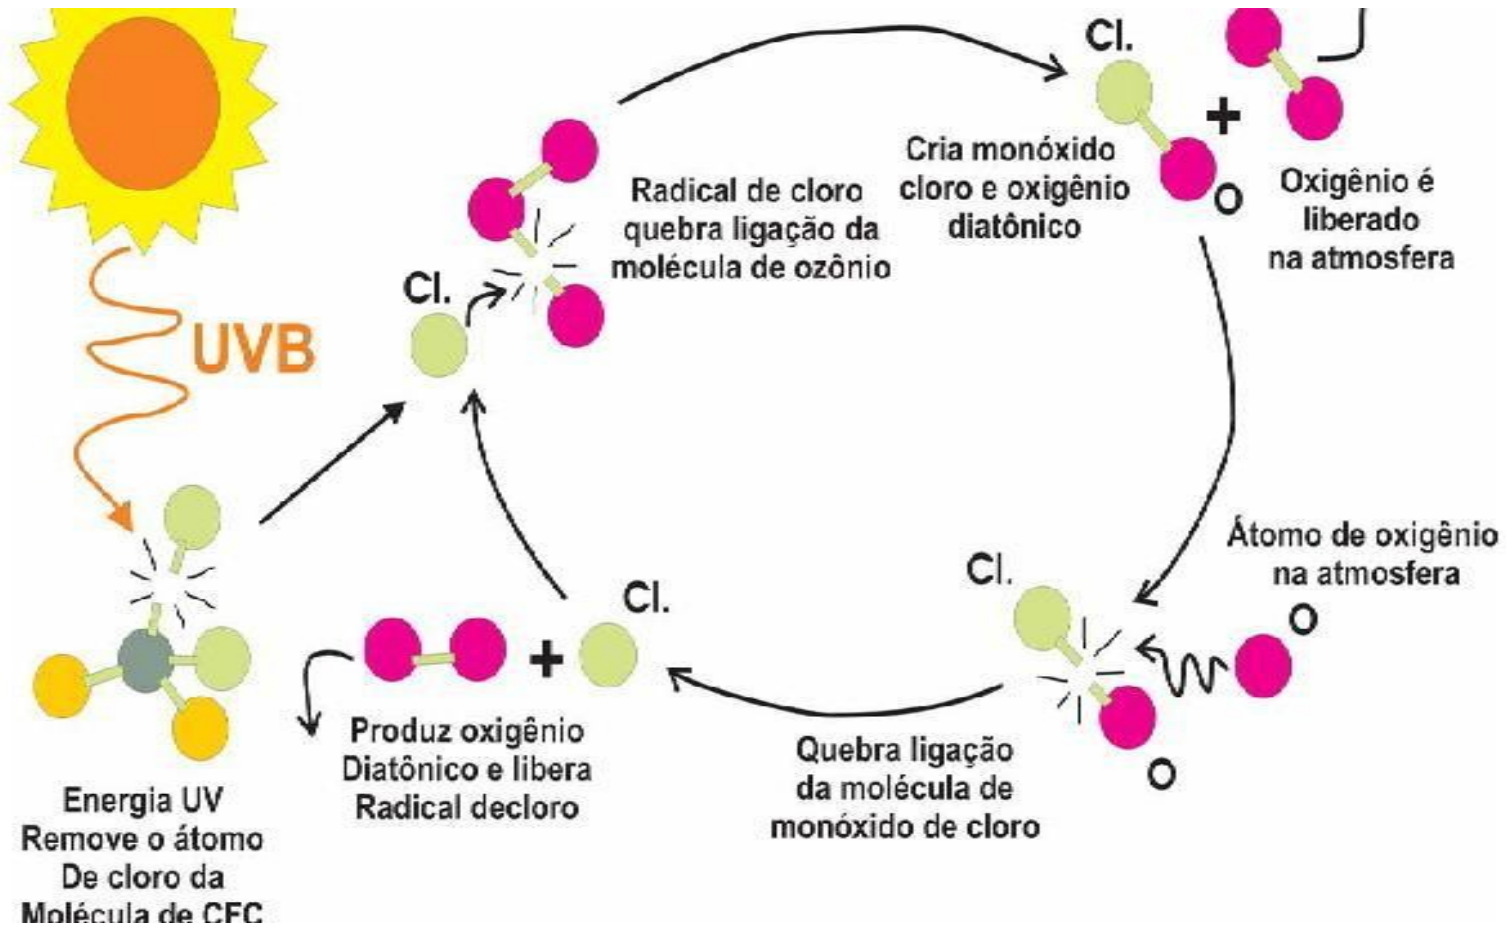 UVB
Cl.
Radical de cloro
quebra ligação da
molécula de ozônio
Cl.
+
O
Cria monóxido
cloro e oxigênio
diatônico
Oxigênio é
liberado
na atmosfera
Átomo de oxigênio
na atmosfera
O
Cl.
O
Quebra ligação
da molécula de
monóxido de cloro
Cl.
+
Produz oxigênio
Diatônico e libera
Radical decloro
Energia UV
Remove o átomo
De cloro da
Molécula de CFC